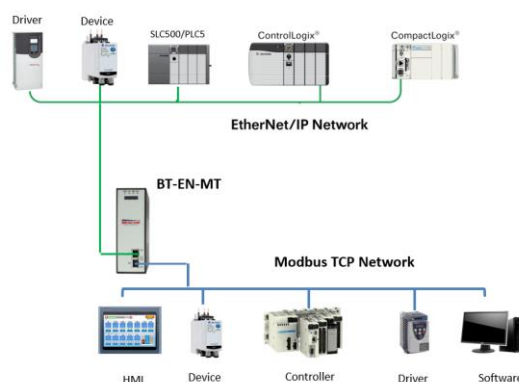 Driver
Device
SLC500/PLC5
ControlLogix®
CompactLogix®
EtherNet/IP Network
BT-EN-MT
Modbus TCP Network
HMI
Device
Controller
Driver
Software